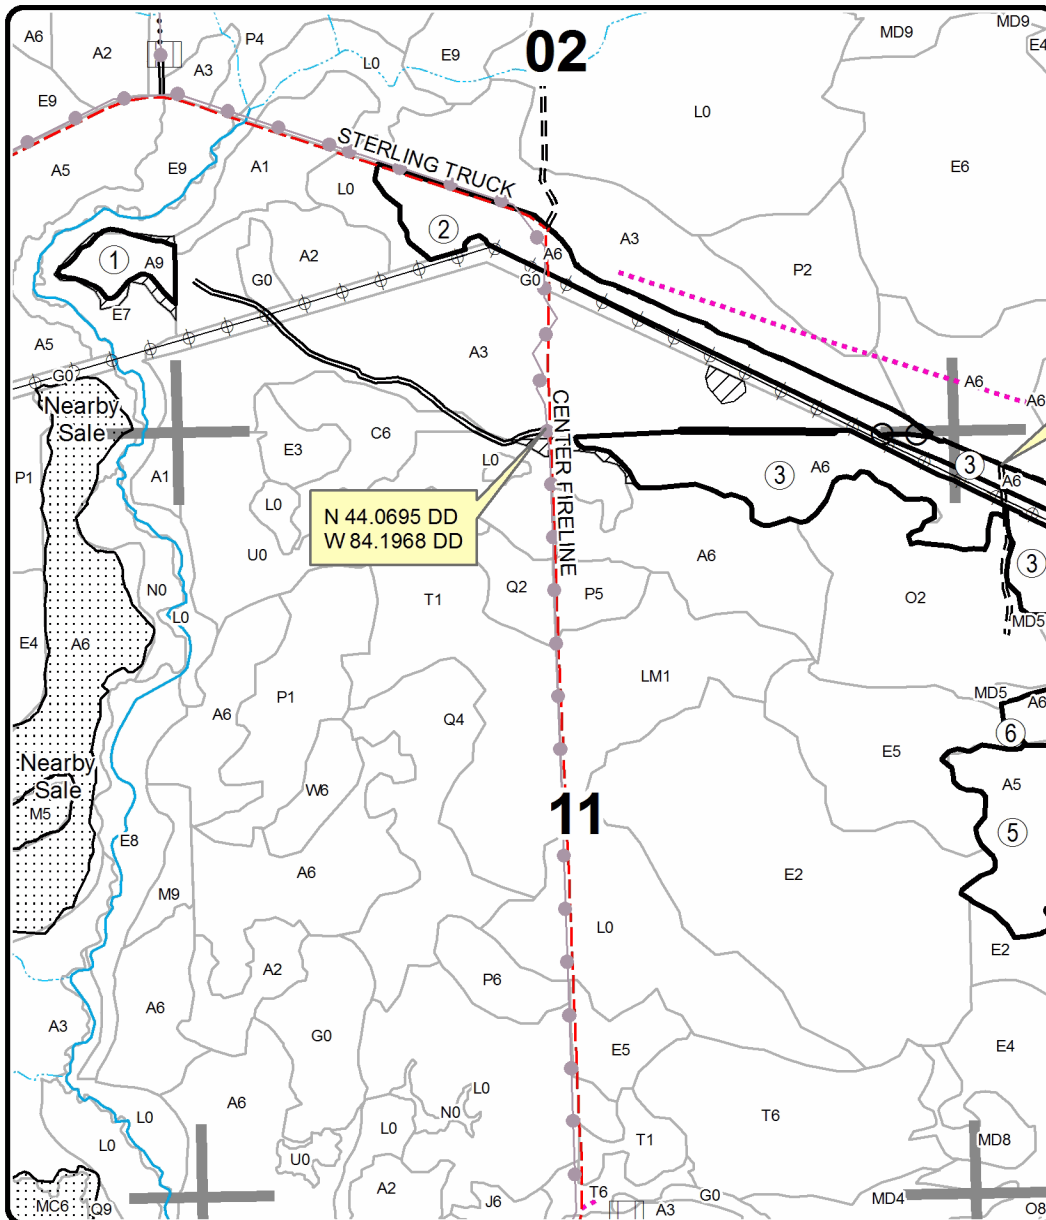 A6
A2
P4
L0
E9
02
MD9
MD9
E4
A3
E9
L0
STERLING TRUCK
A5
E9
A1
L0
E6
2
A3
1
A9
A2
A6
P2
G0
G0
E7
A5
A3
G0
A6
A6
Nearby
Sale
CENTER FIRELINE
C6
E3
L0
A6
3
3
P1
A1
A6
L0
N 44.0695 DD
W 84.1968 DD
U0
A6
3
N0
Q2
P5
T1
O2
L0
MD5
E4
A6
LM1
P1
MD5
A6
A6
Q4
6
E5
Nearby
Sale
A5
W6
M5
11
5
E8
A6
E2
M9
L0
E2
A2
P6
A6
A3
G0
E5
E4
L0
A6
N0
T6
L0
L0
T1
L0
MD8
U0
A2
T6
G0
MC6
Q9
J6
A3
MD4
O8